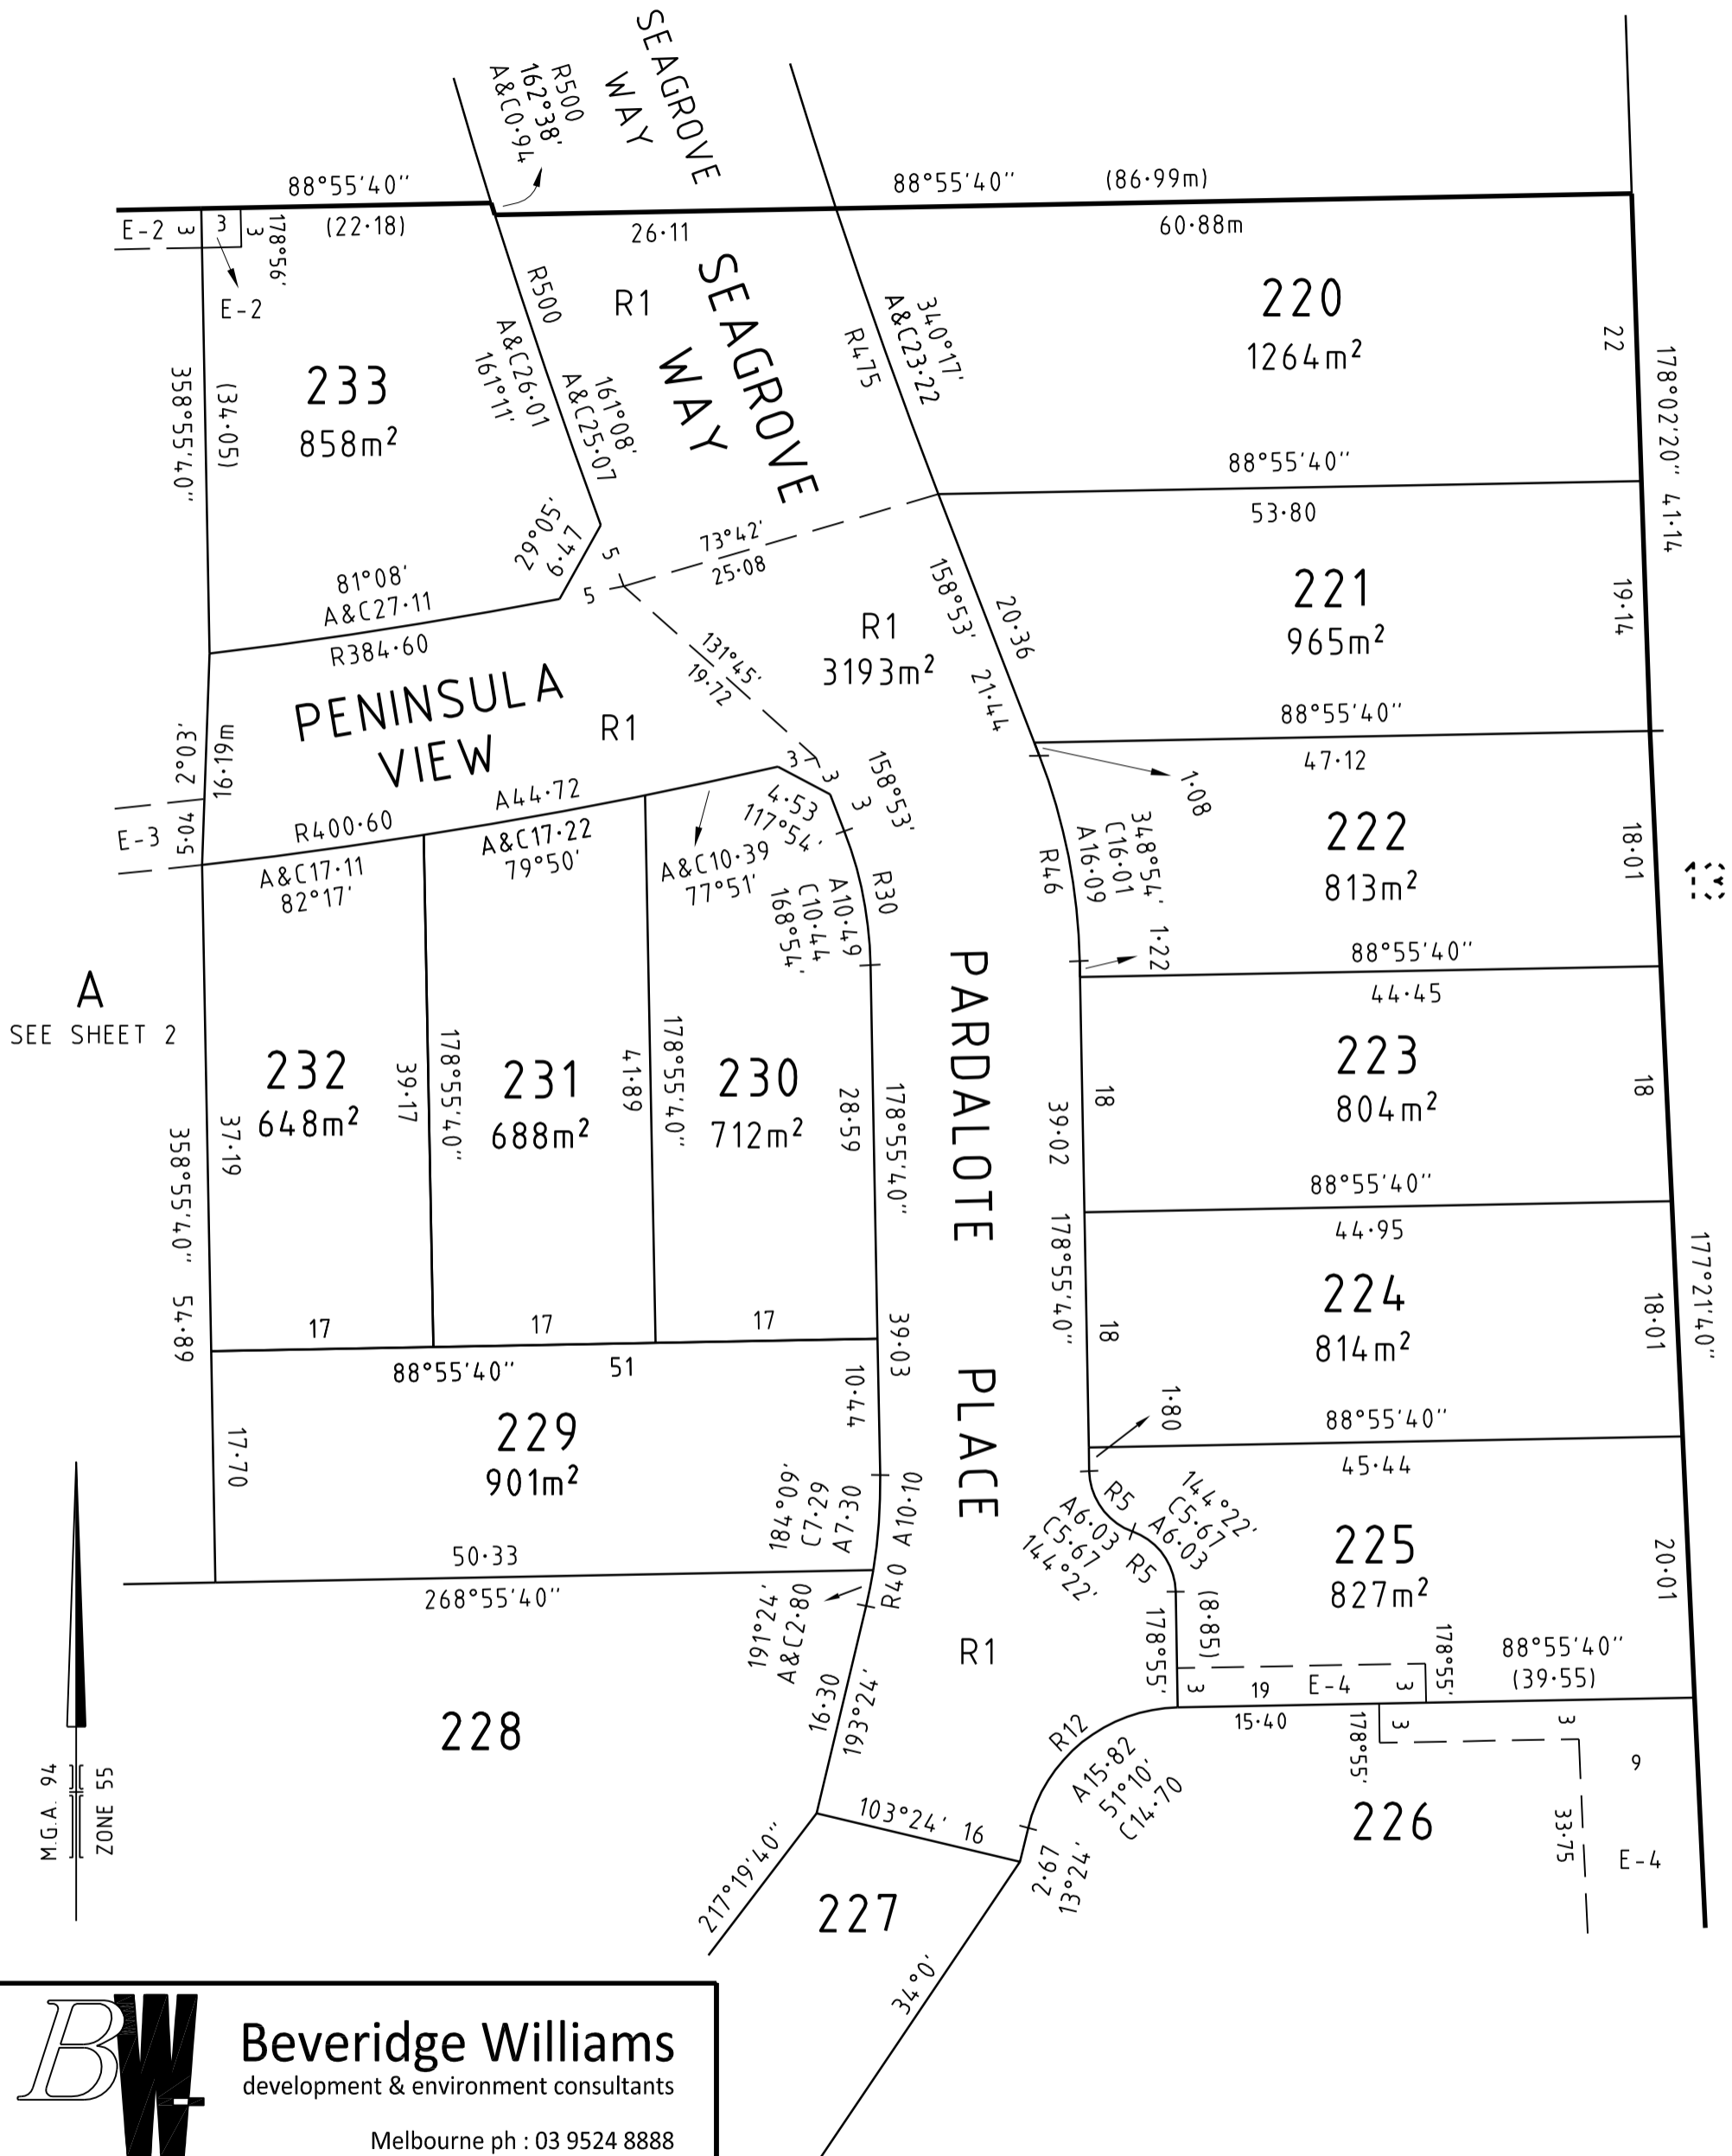 SEAGROVE
WAY
R500
162°38'
A&C0·94
88°55'40"
88°55'40"
(86·99m)
E-2
3
3
3
178°56'
(22·18)
26·11
60·88m
E-2
R500
R1
SEAGROVE
WAY
340°17'
A&C23·22
R475
220
1264m²
22
178°02'20"
41·14
233
858m²
358°55'40"
(34·05)
A&C26·01
161°11'
161°08'
A&C25·07
88°55'40"
53·80
29°05'
6·47
5
5
73°42'
25·08
158°53'
20·36
21·44
221
965m²
19·14
81°08'
A&C27·11
R384·60
R1
3193m²
131°45'
19·72
PENINSULA
VIEW
R1
2°03'
16·19m
88°55'40"
47·12
1·08
E-3
5·04
R400·60
A44·72
3
3
3
158°53'
4·53
117°54'
A&C17·11
82°17'
A&C17·22
79°50'
A&C10·39
77°51'
R30
A10·49
C10·44
168°54'
R46
348°54'
C16·01
A16·09
1·22
222
813m²
18·01
88°55'40"
44·45
A
SEE SHEET 2
PARDALOTE PLACE
232
648m²
39·17
178°55'40"
231
688m²
41·89
178°55'40"
230
712m²
28·59
178°55'40"
39·02
18
223
804m²
18
358°55'40"
37·19
54·89
88°55'40"
44·95
178°55'40"
18
224
814m²
18·01
177°21'40"
17
17
17
39·03
88°55'40"
51
10·44
1·80
88°55'40"
45·44
17·70
229
901m²
184°09'
C7·29
A7·30
A10·10
R40
R5
A6·03
C5·67
144°22'
144°22'
C5·67
A6·03
R5
225
827m²
20·01
50·33
268°55'40"
191°24'
A&C2·80
178°55'
(8·85)
178°55'
88°55'40"
(39·55)
R1
3
19
E-4
3
228
16·30
193°24'
R12
15·40
178°55'
3
3
9
A15·82
51°10'
C14·70
226
33·75
E-4
M.G.A. 94
ZONE 55
103°24'
16
2·67
13°24'
217°19'40"
227
34°0'
BW
Beveridge Williams
development & environment consultants
Melbourne ph : 03 9524 8888